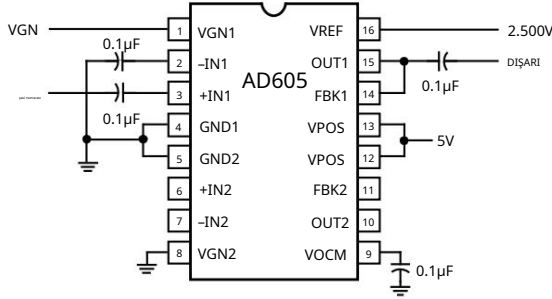 VGN
1 VGN1
VREF 16
2.500V
0.1µF
2 –IN1
OUT1 15
DIŞARI
AD605
0.1µF
3 +IN1
FBK1 14
0.1µF
4 GND1
VPOS 13
5V
5 GND2
VPOS 12
6 +IN2
FBK2 11
7 –IN2
OUT2 10
8 VGN2
VOCM 9
0.1µF